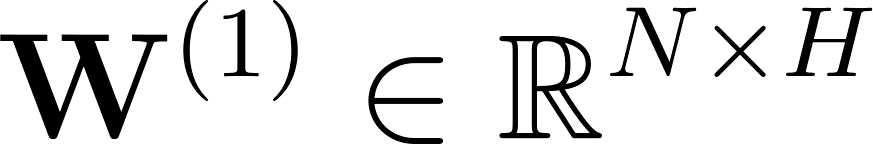 𝐖⁽¹⁾ ∈ ℝ^{N×H}